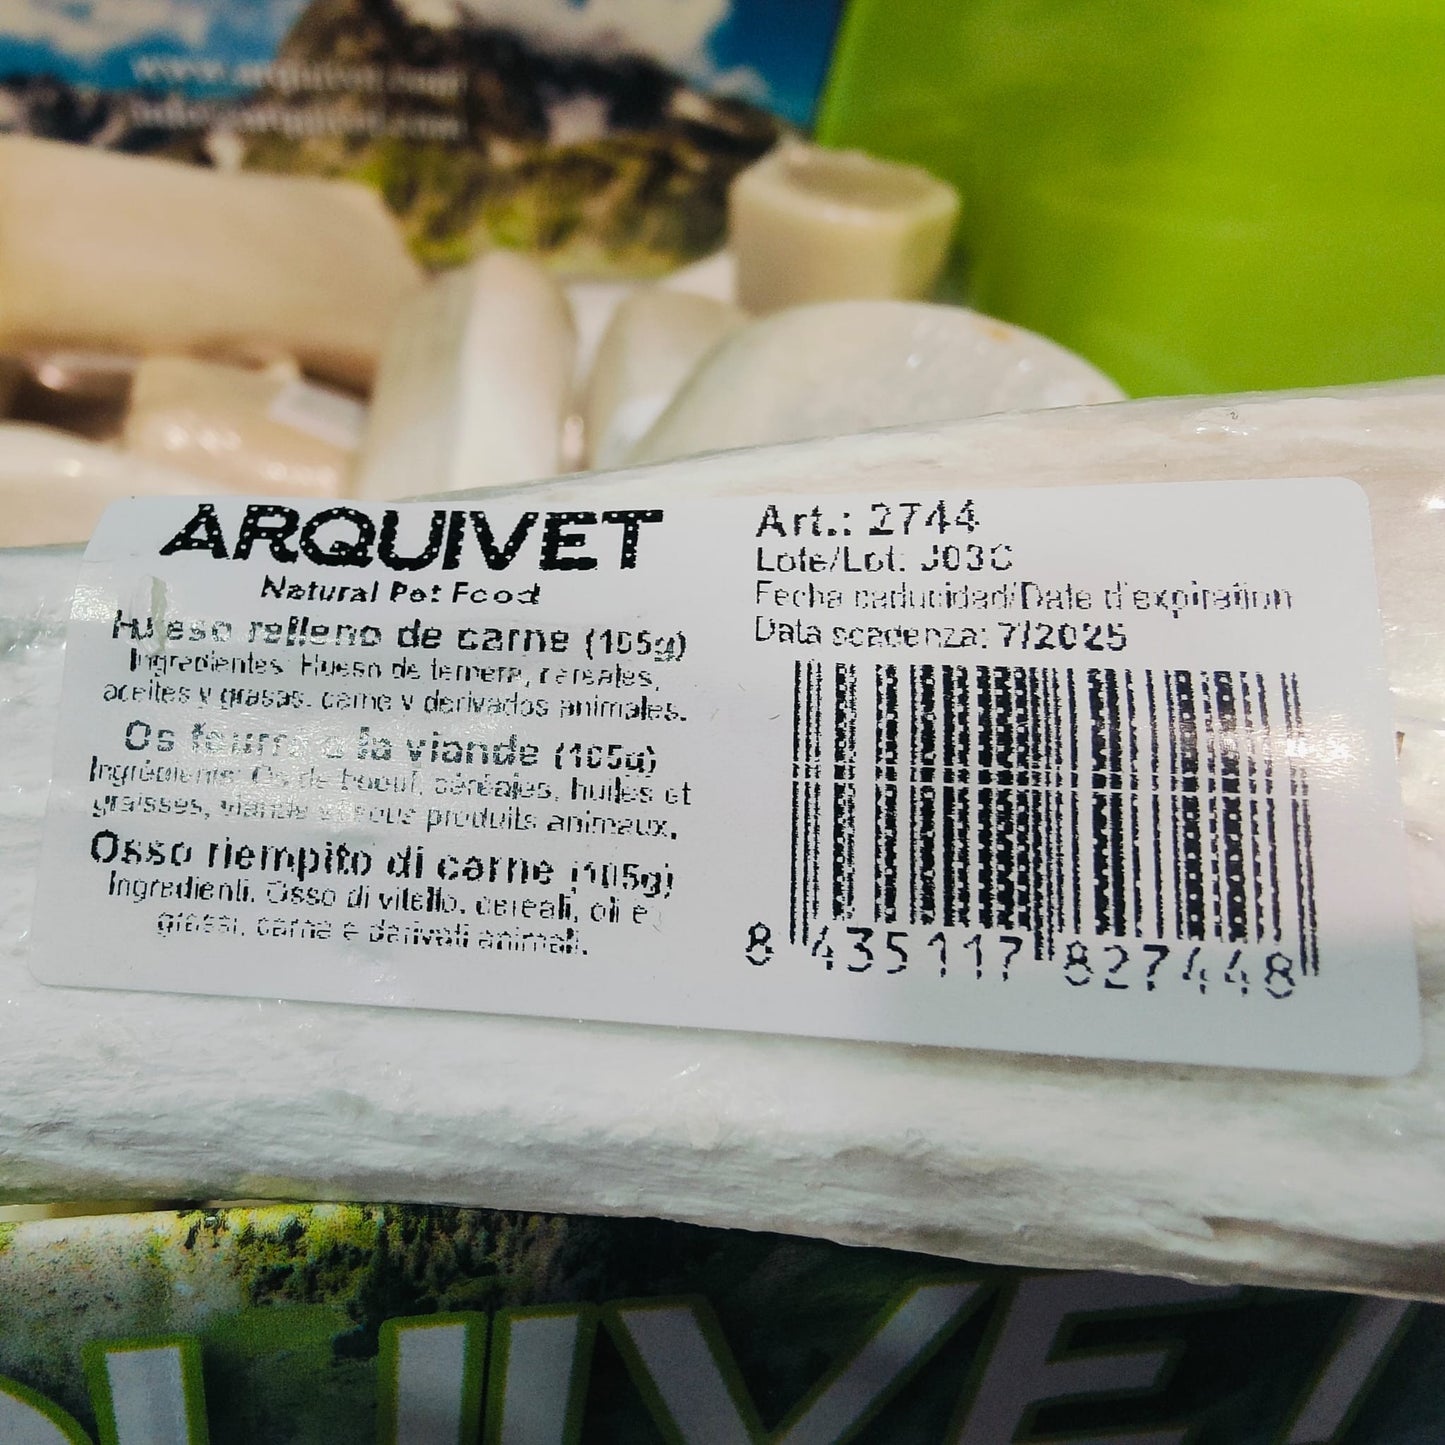 ARQUIVET
Natural Pet Food
Hueso relleno de carne (105g)
Ingredientes: Hueso de ternera, cereales,
aceites y grasas, carne y derivados animales.
Os fourré à la viande (105g)
Ingrédients: Os de boeuf, céréales, huiles et
graisses, viande et sous produits animaux.
Osso riempito di carne (105g)
Ingredienti: Osso di vitello, cereali, oli e
grassi, carne e derivati animali.
Art.: 2744
Lote/Lot: J03C
Fecha caducidad/Date d'expiration
Data scadenza: 7/2025
8 435117 827448